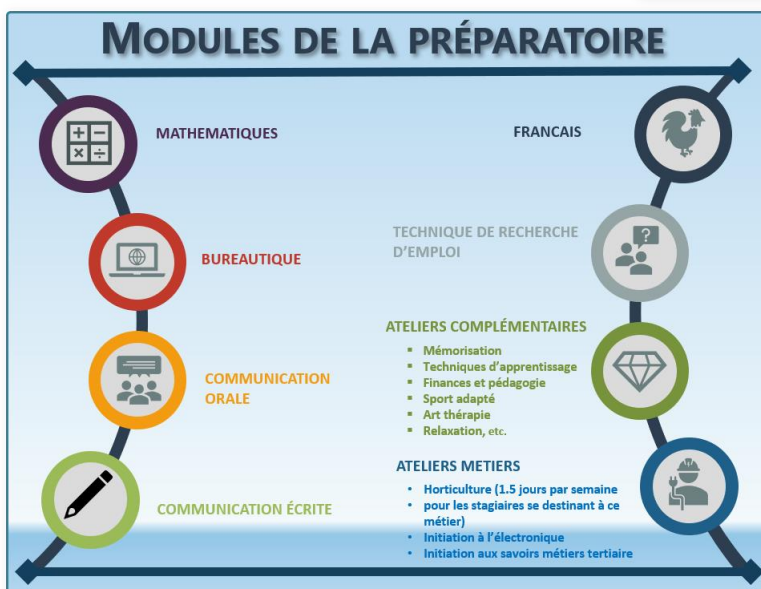 MODULES DE LA PRÉPARATOIRE
MATHEMATIQUES
BUREAUTIQUE
COMMUNICATION
ORALE
COMMUNICATION ÉCRITE
FRANCAIS
TECHNIQUE DE RECHERCHE
D'EMPLOI
ATELIERS COMPLÉMENTAIRES
▪ Mémorisation
▪ Techniques d'apprentissage
▪ Finances et pédagogie
▪ Sport adapté
▪ Art thérapie
▪ Relaxation, etc.
ATELIERS METIERS
• Horticulture (1.5 jours par semaine
• pour les stagiaires se destinant à ce
métier)
• Initiation à l'électronique
• Initiation aux savoirs métiers tertiaire